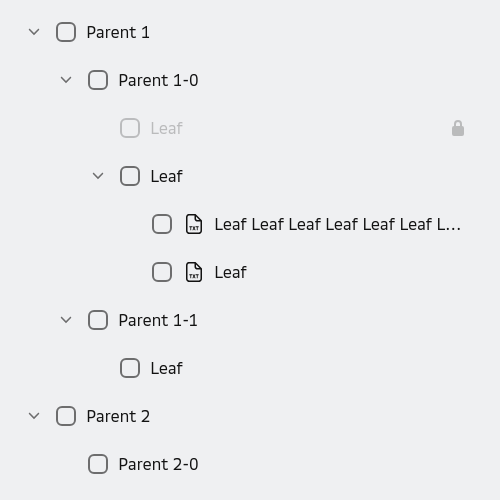 Parent 1
Parent 1-0
Leaf
Leaf
TXT Leaf Leaf Leaf Leaf Leaf Leaf L...
TXT Leaf
Parent 1-1
Leaf
Parent 2
Parent 2-0